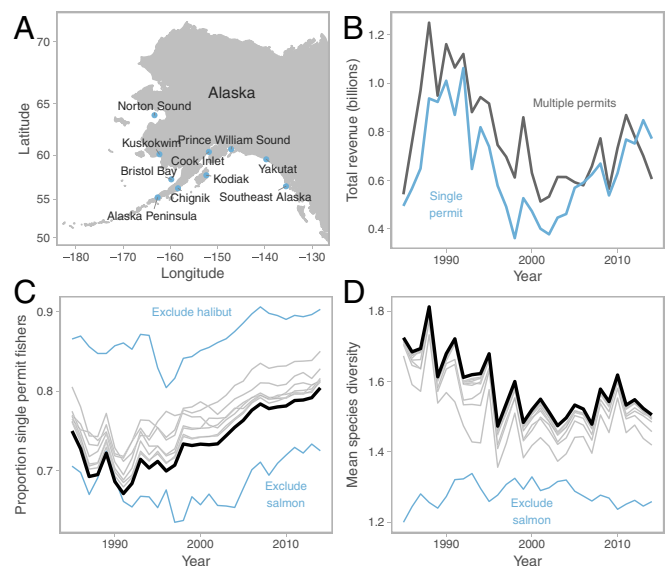 A
70
65
60
55
50
Latitude
Alaska
Norton Sound
Kuskokwim
Prince William Sound
Cook Inlet
Bristol Bay
Kodiak
Yakutat
Chignik
Southeast Alaska
Alaska Peninsula
−180
−170
−160
−150
−140
−130
Longitude
B
1.2
1.0
0.8
0.6
0.4
Total revenue (billions)
Multiple permits
Single
permit
1990
2000
2010
Year
C
0.9
0.8
0.7
Proportion single permit fishers
Exclude halibut
Exclude
salmon
1990
2000
2010
Year
D
1.8
1.6
1.4
1.2
Mean species diversity
Exclude
salmon
1990
2000
2010
Year